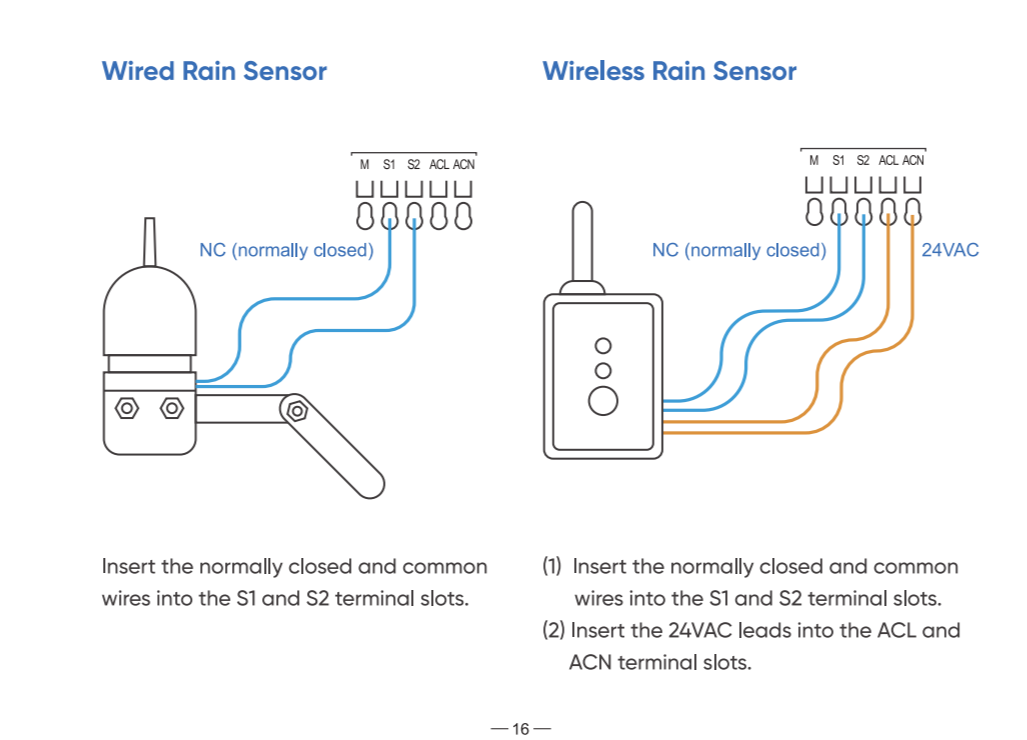 Wired Rain Sensor
M S1 S2 ACL ACN
NC (normally closed)
Insert the normally closed and common
wires into the S1 and S2 terminal slots.
Wireless Rain Sensor
M S1 S2 ACL ACN
NC (normally closed)
24VAC
(1) Insert the normally closed and common
wires into the S1 and S2 terminal slots.
(2) Insert the 24VAC leads into the ACL and
ACN terminal slots.
— 16 —